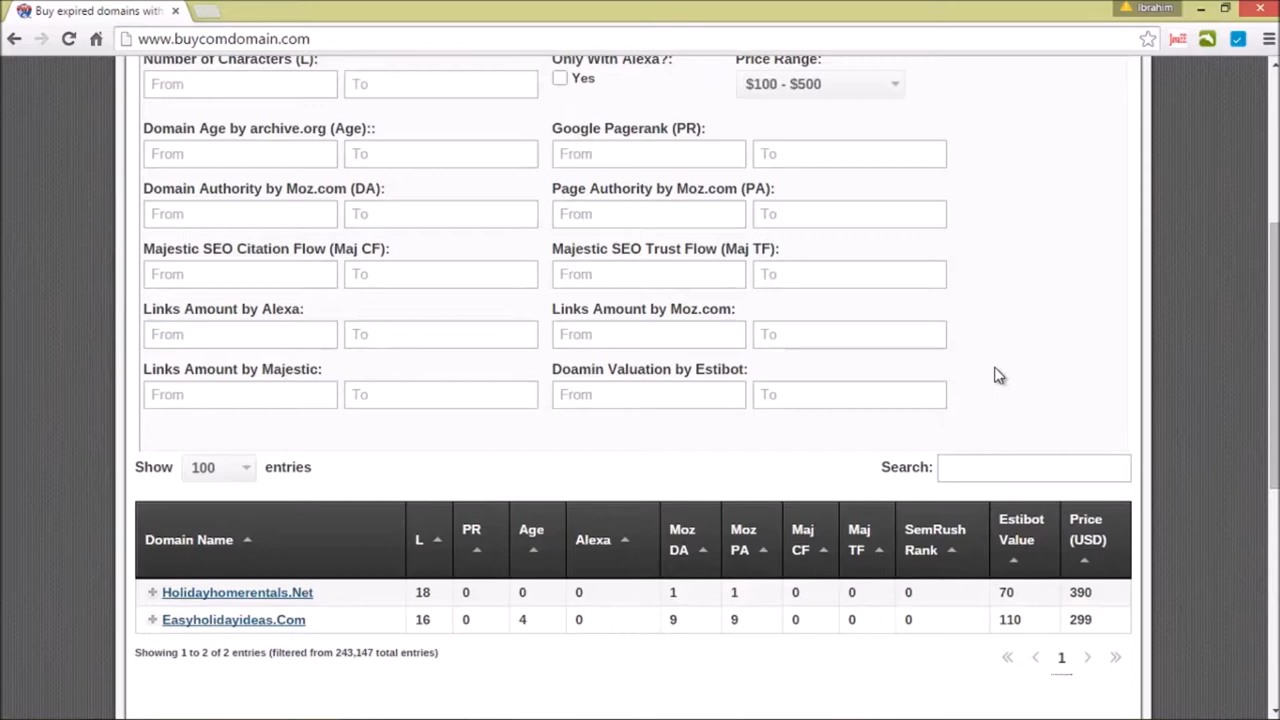 Buy expired domains with
Ibrahim
www.buycomdomain.com
Number of Characters (L): Only With Alexa?: Price Range:
From To Yes $100 - $500
Domain Age by archive.org (Age):: Google Pagerank (PR):
From To From To
Domain Authority by Moz.com (DA): Page Authority by Moz.com (PA):
From To From To
Majestic SEO Citation Flow (Maj CF): Majestic SEO Trust Flow (Maj TF):
From To From To
Links Amount by Alexa: Links Amount by Moz.com:
From To From To
Links Amount by Majestic: Doamin Valuation by Estibot:
From To From To
Show 100 entries Search:
Domain Name L PR Age Alexa Moz DA Moz PA Maj CF Maj TF SemRush Rank Estibot Value Price (USD)
Holidayhomerentals.Net 18 0 0 0 1 1 0 0 0 70 390
Easyholidayideas.Com 16 0 4 0 9 9 0 0 0 110 299
Showing 1 to 2 of 2 entries (filtered from 243,147 total entries)
1